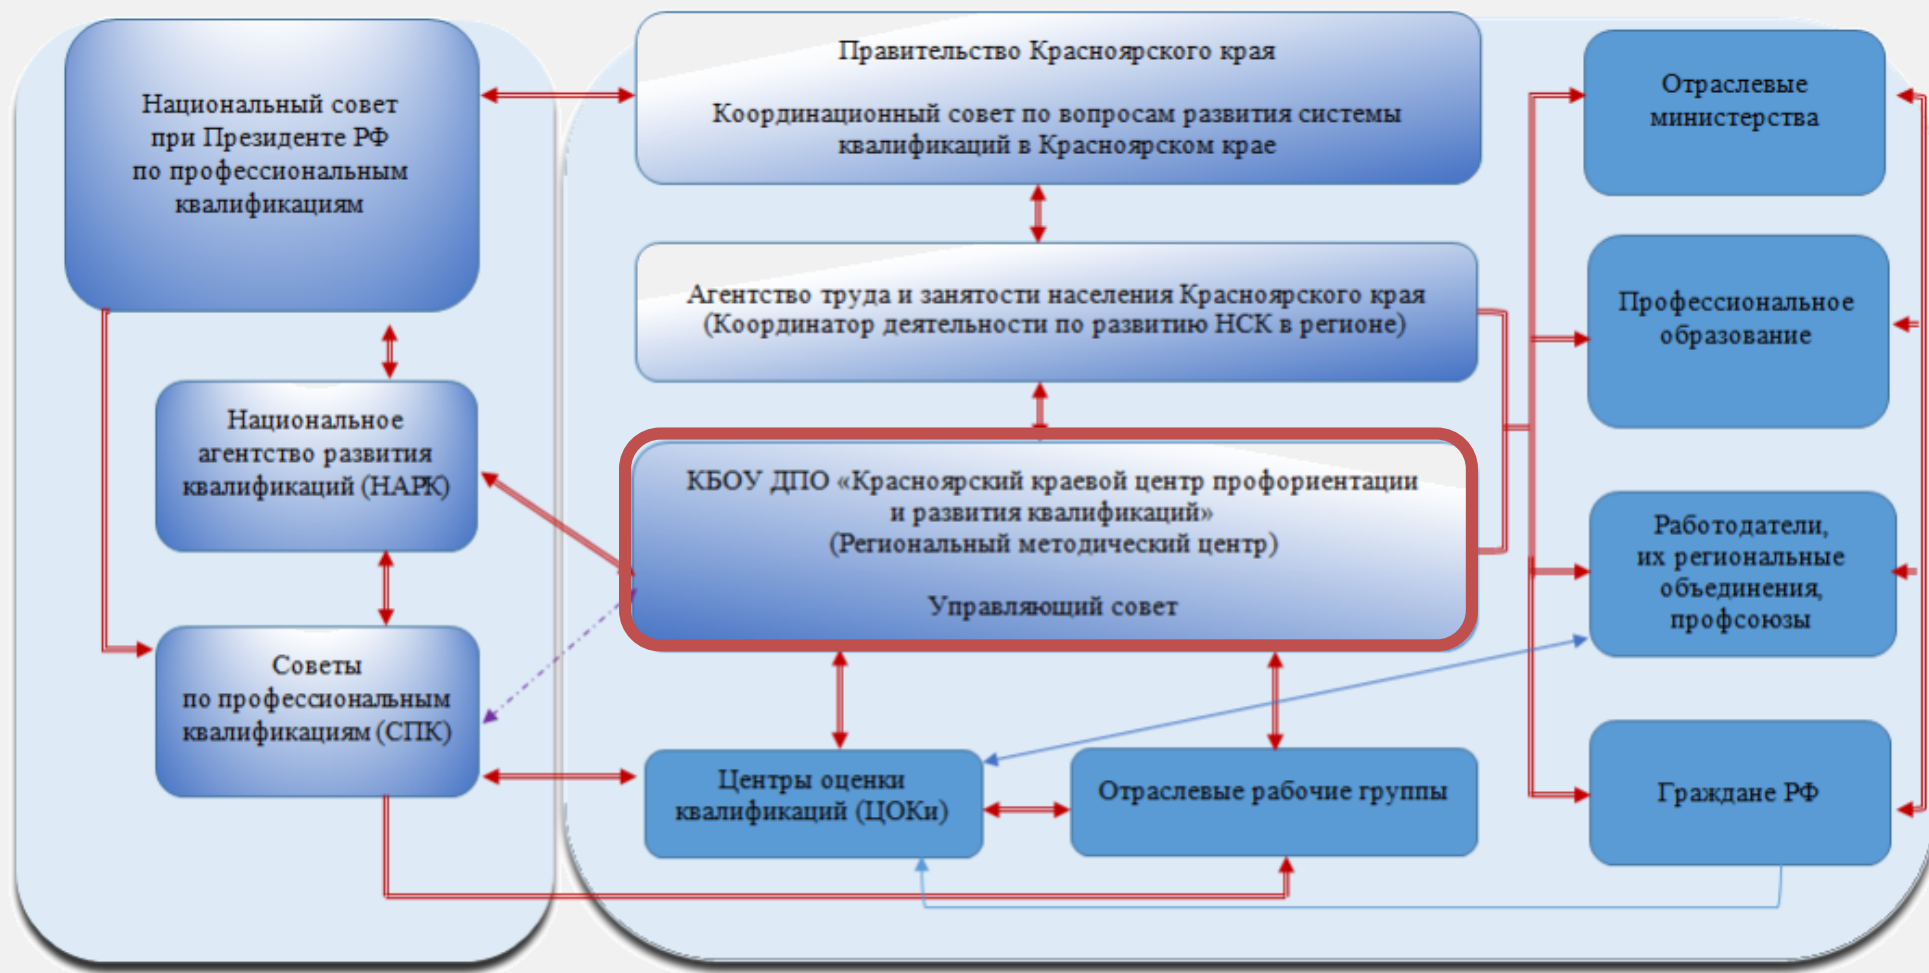 Национальный совет
при Президенте РФ
по профессиональным
квалификациям
Национальное
агентство развития
квалификаций (НАРК)
Советы
по профессиональным
квалификациям (СПК)
Правительство Красноярского края
Координационный совет по вопросам развития системы
квалификаций в Красноярском крае
Агентство труда и занятости населения Красноярского края
(Координатор деятельности по развитию НСК в регионе)
КБОУ ДПО «Красноярский краевой центр профориентации
и развития квалификаций»
(Региональный методический центр)
Управляющий совет
Центры оценки
квалификаций (ЦОКи)
Отраслевые рабочие группы
Отраслевые
министерства
Профессиональное
образование
Работодатели,
их региональные
объединения,
профсоюзы
Граждане РФ